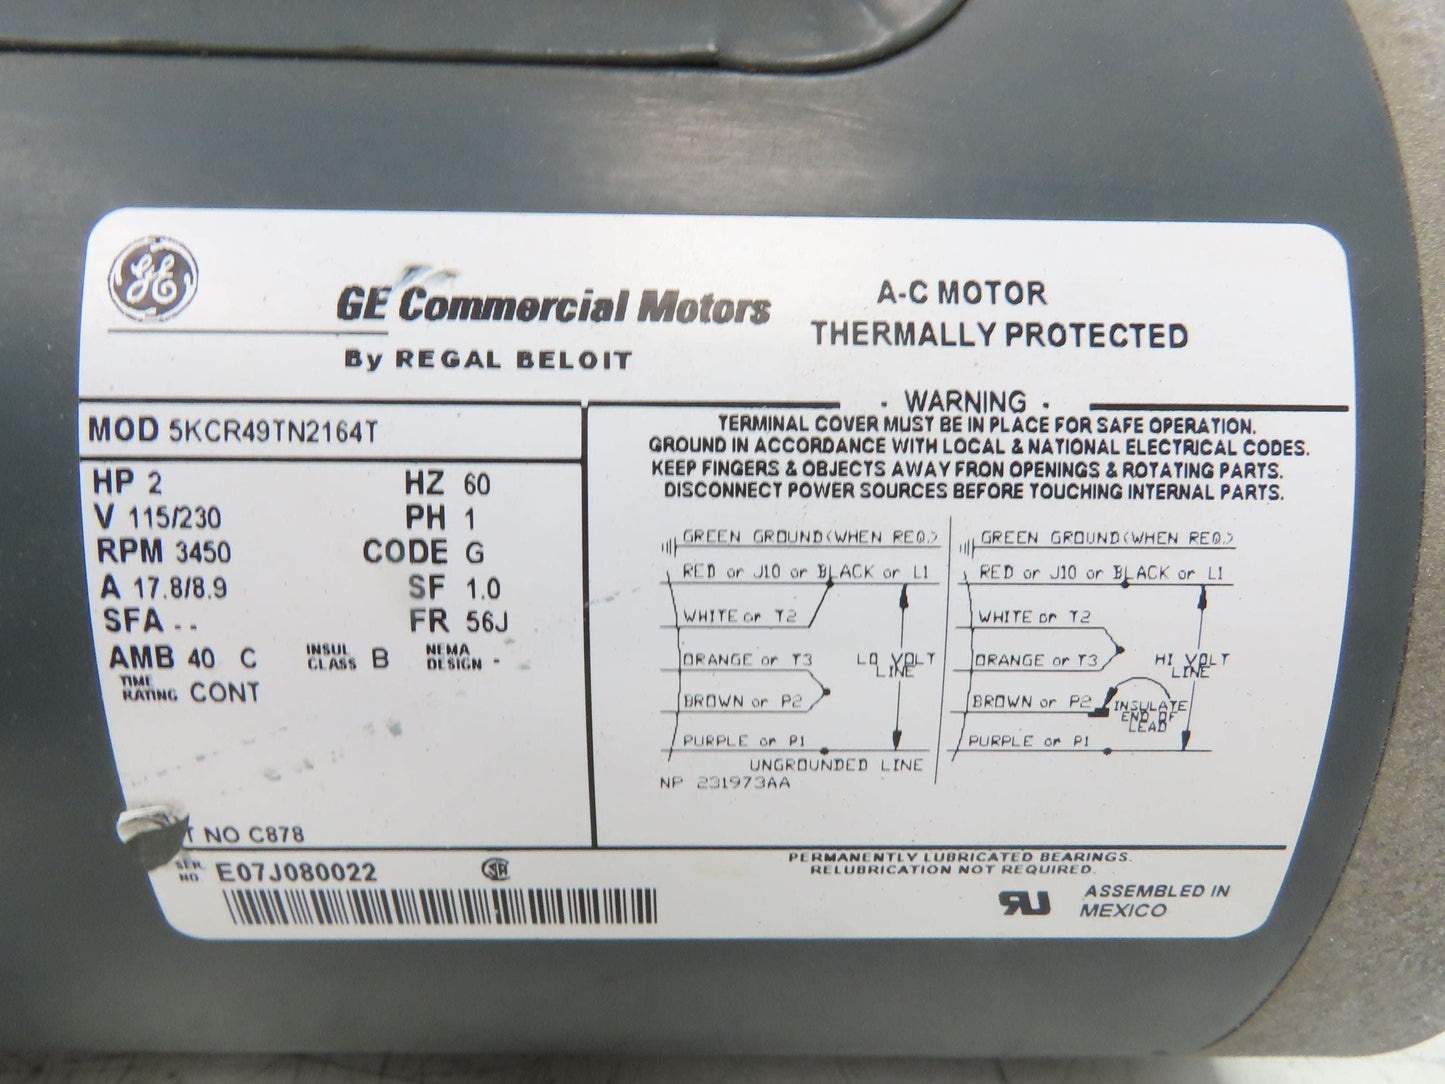 GE
GE Commercial Motors
By REGAL BELOIT
A-C MOTOR
THERMALLY PROTECTED
MOD 5KCR49TN2164T
HP 2 HZ 60
V 115/230 PH 1
RPM 3450 CODE G
A 17.8/8.9 SF 1.0
SFA - - FR 56J
AMB 40 C INSUL CLASS B NEMA DESIGN -
TIME RATING CONT
T NO C878
SER. NO. E07J080022
- WARNING -
TERMINAL COVER MUST BE IN PLACE FOR SAFE OPERATION.
GROUND IN ACCORDANCE WITH LOCAL & NATIONAL ELECTRICAL CODES.
KEEP FINGERS & OBJECTS AWAY FRON OPENINGS & ROTATING PARTS.
DISCONNECT POWER SOURCES BEFORE TOUCHING INTERNAL PARTS.
GREEN GROUND(WHEN REQ.)
RED or J10 or BLACK or L1
WHITE or T2
ORANGE or T3
LO VOLT
LINE
BROWN or P2
PURPLE or P1
UNGROUNDED LINE
NP 231973AA
GREEN GROUND(WHEN REQ.)
RED or J10 or BLACK or L1
WHITE or T2
ORANGE or T3
HI VOLT
LINE
BROWN or P2
INSULATE
END OF
LEAD
PURPLE or P1
PERMANENTLY LUBRICATED BEARINGS.
RELUBRICATION NOT REQUIRED.
ASSEMBLED IN
MEXICO